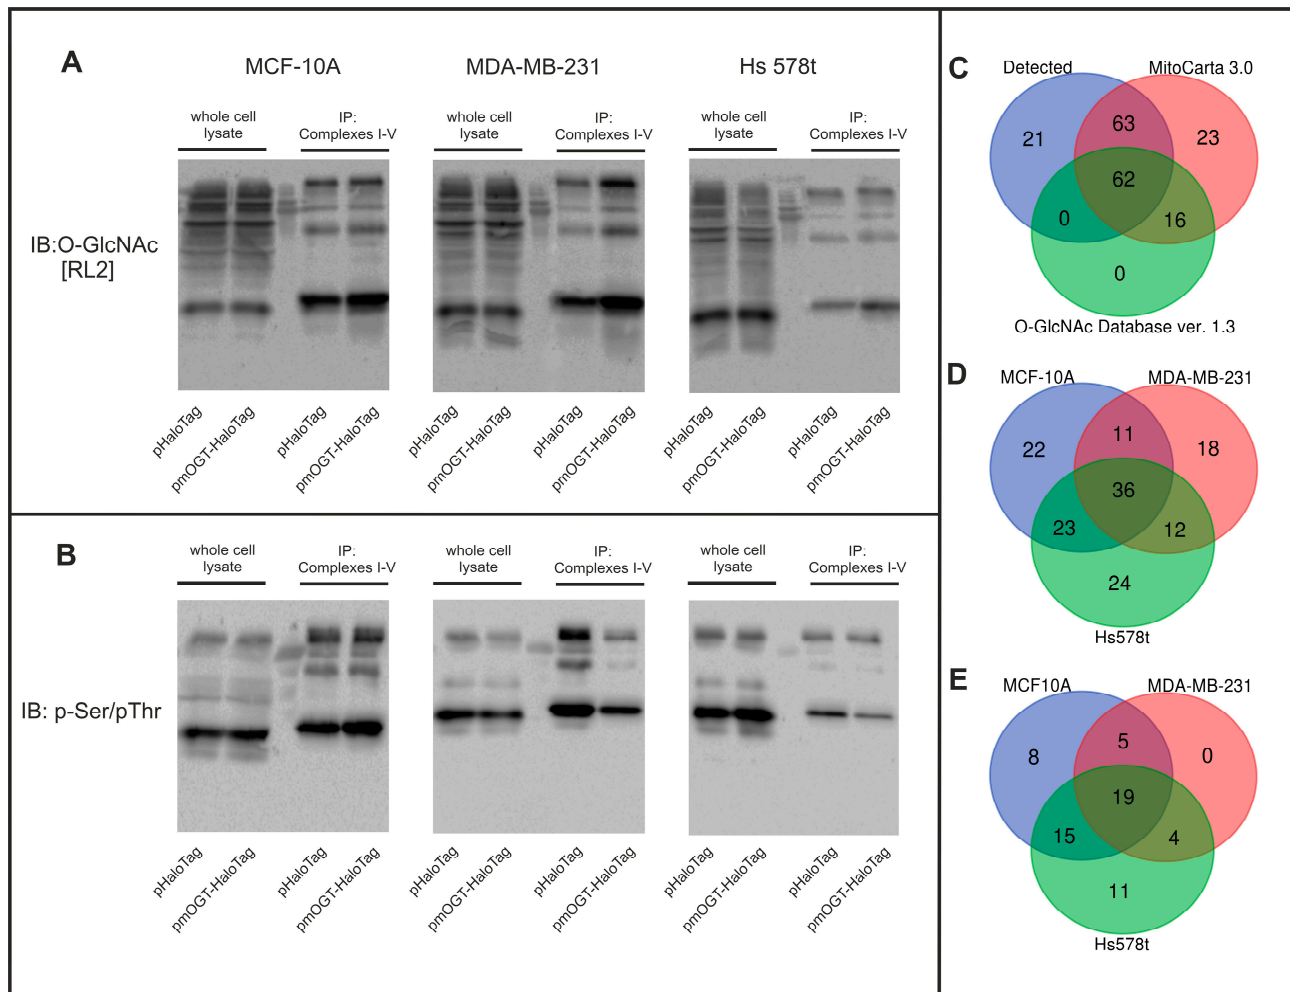 A
MCF-10A
MDA-MB-231
Hs 578t
whole cell
lysate
IP:
Complexes I-V
whole cell
lysate
IP:
Complexes I-V
whole cell
lysate
IP:
Complexes I-V
IB:O-GlcNAc
[RL2]
pHaloTag
pmOGT-HaloTag
pHaloTag
pmOGT-HaloTag
pHaloTag
pmOGT-HaloTag
pHaloTag
pmOGT-HaloTag
pHaloTag
pmOGT-HaloTag
pHaloTag
pmOGT-HaloTag
B
whole cell
lysate
IP:
Complexes I-V
whole cell
lysate
IP:
Complexes I-V
whole cell
lysate
IP:
Complexes I-V
IB: p-Ser/pThr
pHaloTag
pmOGT-HaloTag
pHaloTag
pmOGT-HaloTag
pHaloTag
pmOGT-HaloTag
pHaloTag
pmOGT-HaloTag
pHaloTag
pmOGT-HaloTag
pHaloTag
pmOGT-HaloTag
C
Detected
MitoCarta 3.0
21
63
23
62
0
16
0
O-GlcNAc Database ver. 1.3
D
MCF-10A
MDA-MB-231
22
11
18
36
23
12
24
Hs578t
E
MCF10A
MDA-MB-231
8
5
0
19
15
4
11
Hs578t